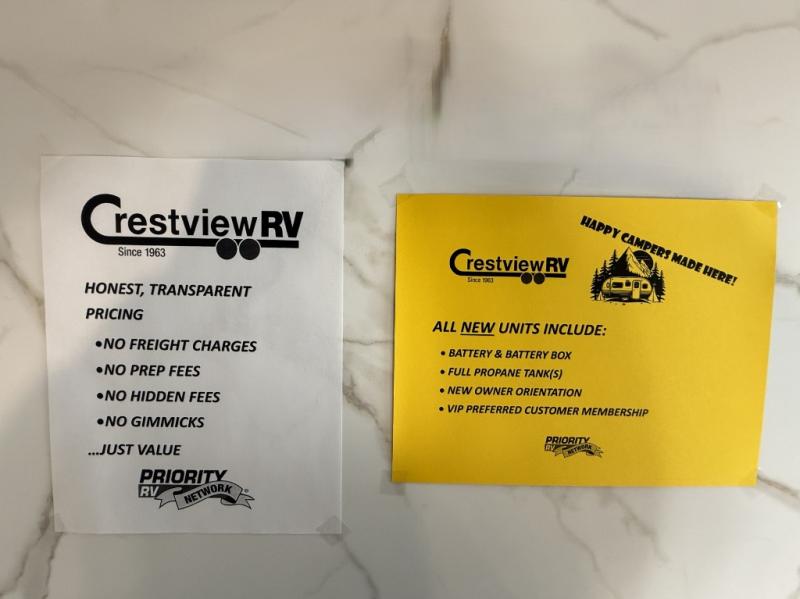 CrestviewRV
Since 1963
HONEST, TRANSPARENT
PRICING
•NO FREIGHT CHARGES
•NO PREP FEES
•NO HIDDEN FEES
•NO GIMMICKS
...JUST VALUE
PRIORITY
RV NETWORK
CrestviewRV
Since 1963
HAPPY CAMPERS MADE HERE!
ALL NEW UNITS INCLUDE:
• BATTERY & BATTERY BOX
• FULL PROPANE TANK(S)
• NEW OWNER ORIENTATION
• VIP PREFERRED CUSTOMER MEMBERSHIP
PRIORITY
RV NETWORK